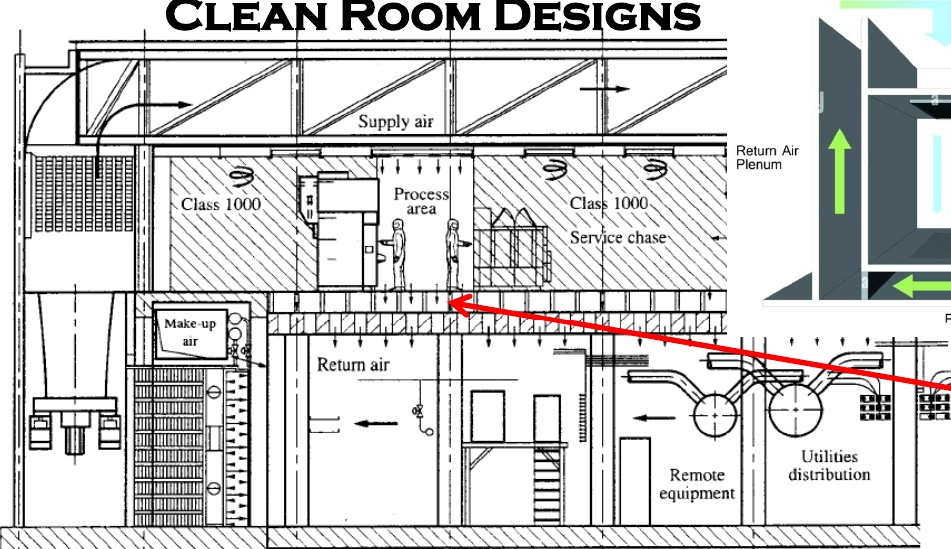 CLEAN ROOM DESIGNS
Supply air
Return Air
Plenum
Class 1000
Process
area
Class 1000
Service chase
Make-up
air
Return air
Remote
equipment
Utilities
distribution